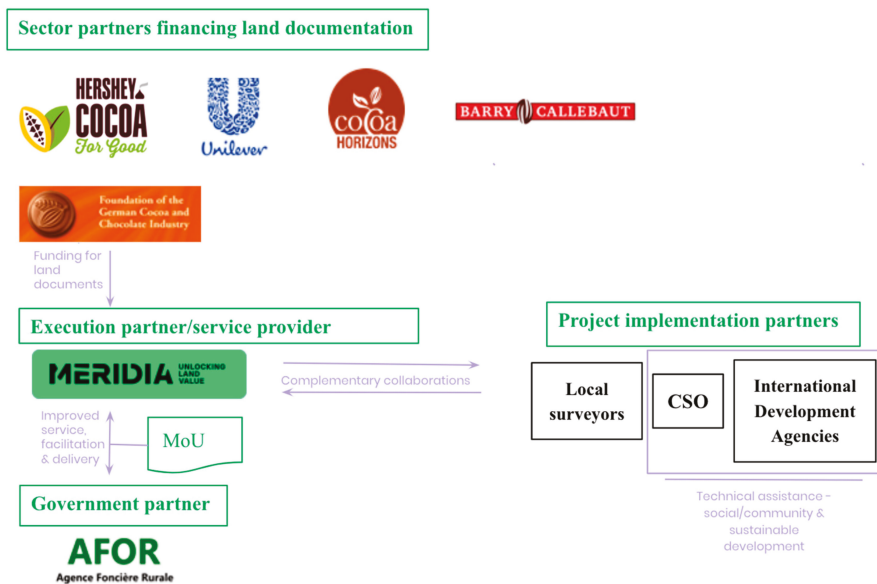 Sector partners financing land documentation
HERSHEY
COCOA
For Good
Unilever
cocoa
HORIZONS
BARRY CALLEBAUT
Foundation of the
German Cocoa and
Chocolate Industry
Funding for
land
documents
Execution partner/service provider
MERIDIA
UNLOCKING
LAND
VALUE
Complementary collaborations
Project implementation partners
Local
surveyors
CSO
International
Development
Agencies
Technical assistance -
social/community &
sustainable
development
Improved
service,
facilitation
& delivery
MoU
Government partner
AFOR
Agence Foncière Rurale